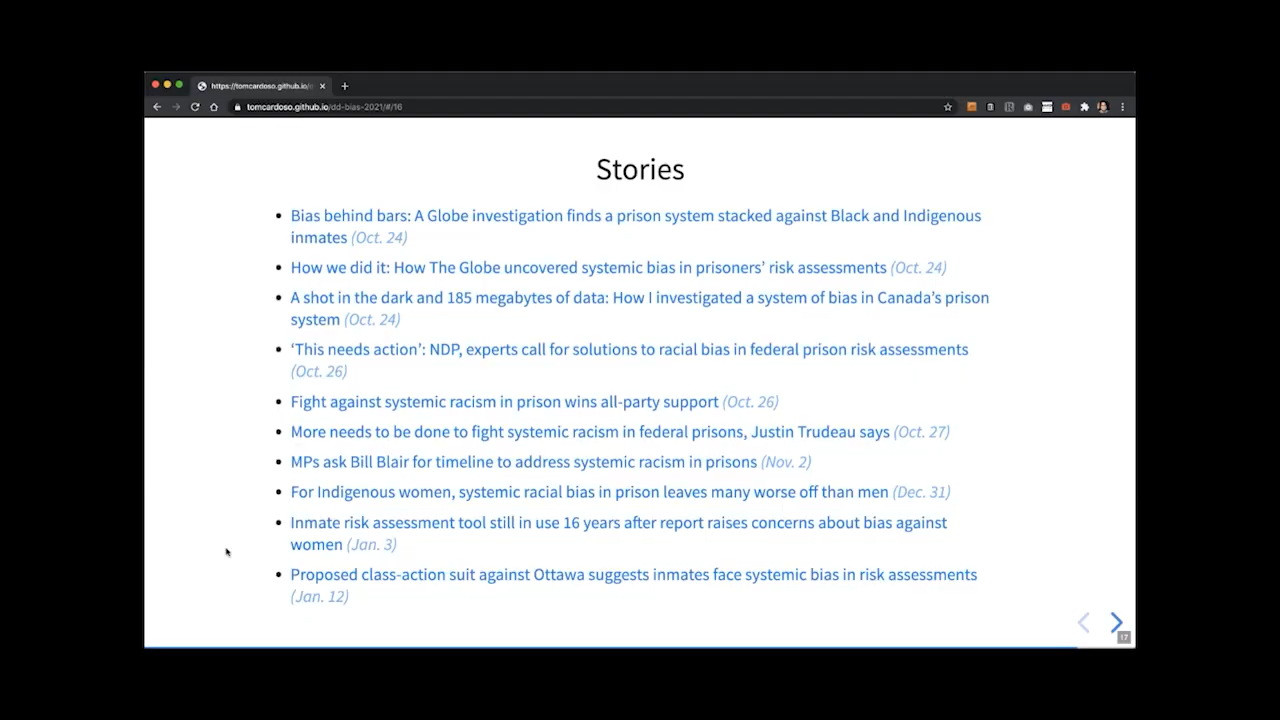 https://tomcardoso.github.io/
tomcardoso.github.io/dd-bias-2021/#/16
Stories
• Bias behind bars: A Globe investigation finds a prison system stacked against Black and Indigenous
inmates (Oct. 24)
• How we did it: How The Globe uncovered systemic bias in prisoners’ risk assessments (Oct. 24)
• A shot in the dark and 185 megabytes of data: How I investigated a system of bias in Canada’s prison
system (Oct. 24)
• ‘This needs action’: NDP, experts call for solutions to racial bias in federal prison risk assessments
(Oct. 26)
• Fight against systemic racism in prison wins all-party support (Oct. 26)
• More needs to be done to fight systemic racism in federal prisons, Justin Trudeau says (Oct. 27)
• MPs ask Bill Blair for timeline to address systemic racism in prisons (Nov. 2)
• For Indigenous women, systemic racial bias in prison leaves many worse off than men (Dec. 31)
• Inmate risk assessment tool still in use 16 years after report raises concerns about bias against
women (Jan. 3)
• Proposed class-action suit against Ottawa suggests inmates face systemic bias in risk assessments
(Jan. 12)
17